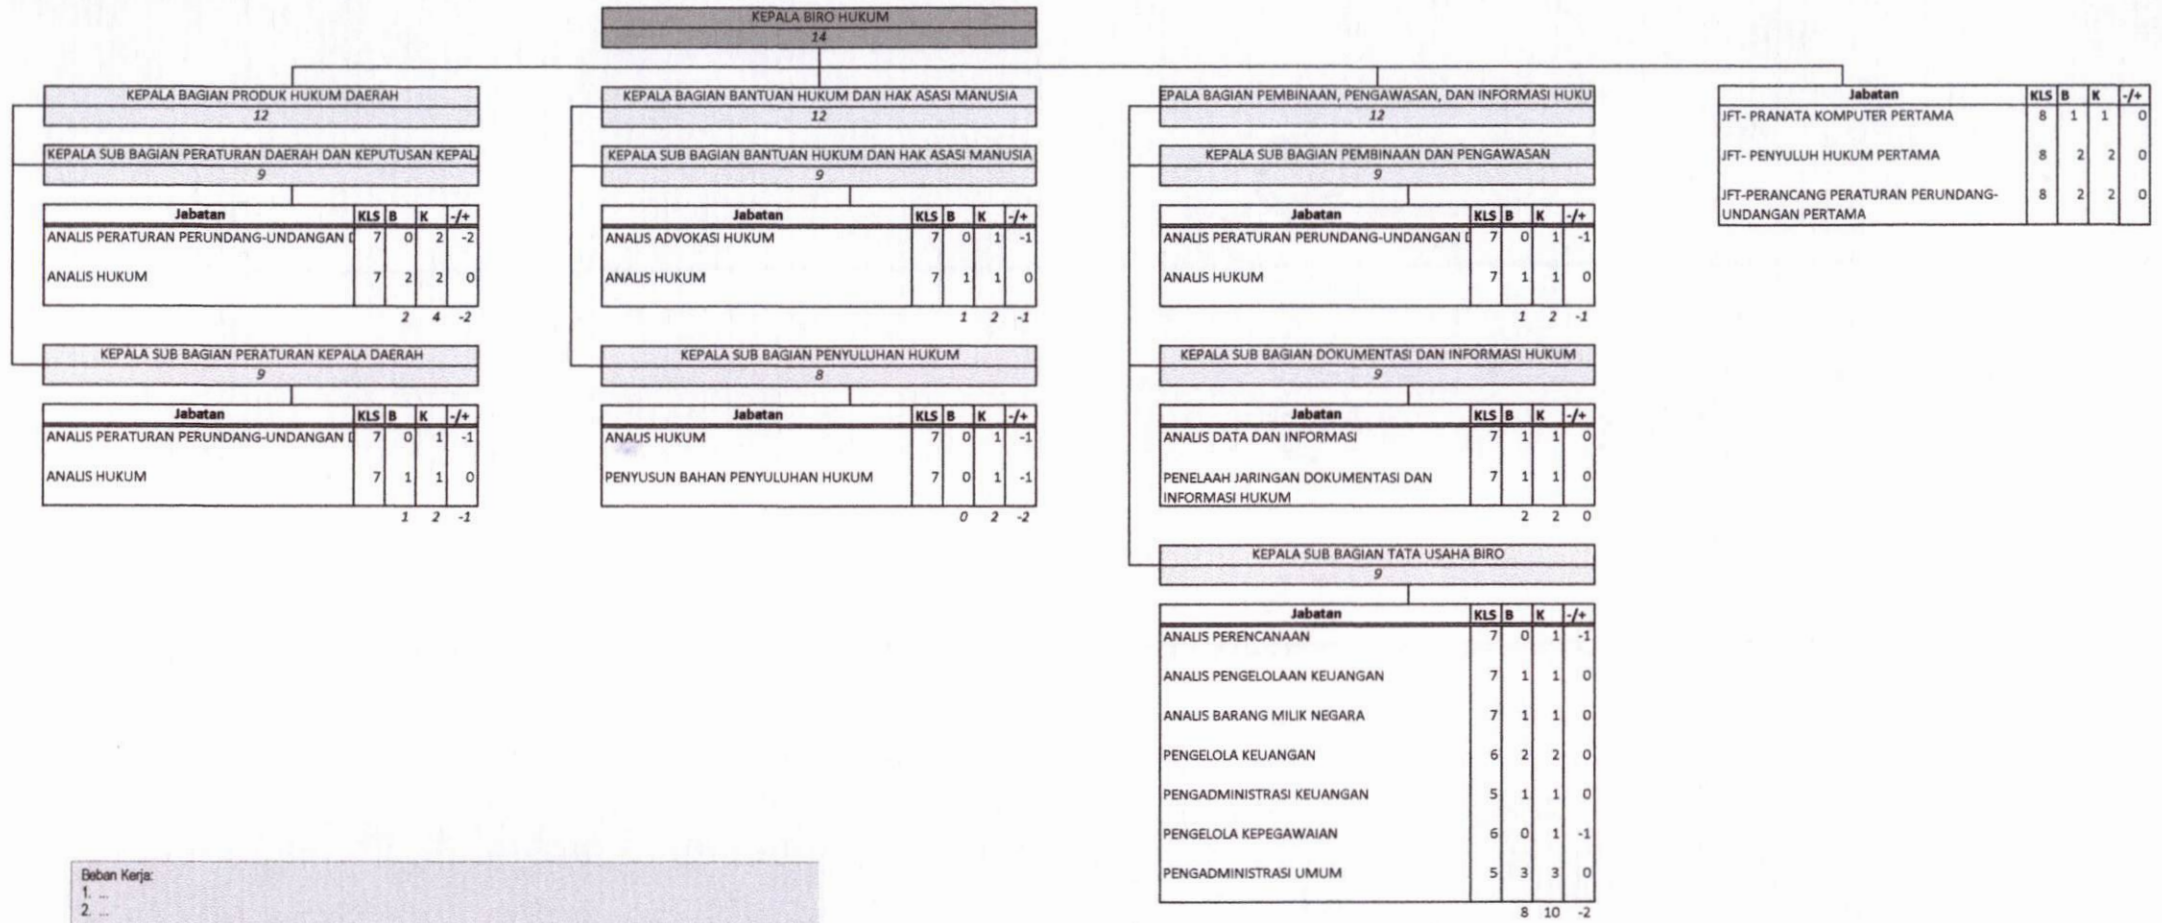 KEPALA BIRO HUKUM
14
KEPALA BAGIAN PRODUK HUKUM DAERAH
12
KEPALA SUB BAGIAN PERATURAN DAERAH DAN KEPUTUSAN KEPAL
9
Jabatan KLS B K -/+
ANALIS PERATURAN PERUNDANG-UNDANGAN 7 0 2 -2
ANALIS HUKUM 7 2 2 0
2 4 -2
KEPALA SUB BAGIAN PERATURAN KEPALA DAERAH
9
Jabatan KLS B K -/+
ANALIS PERATURAN PERUNDANG-UNDANGAN 7 0 1 -1
ANALIS HUKUM 7 1 1 0
1 2 -1
KEPALA BAGIAN BANTUAN HUKUM DAN HAK ASASI MANUSIA
12
KEPALA SUB BAGIAN BANTUAN HUKUM DAN HAK ASASI MANUSIA
9
Jabatan KLS B K -/+
ANALIS ADVOKASI HUKUM 7 0 1 -1
ANALIS HUKUM 7 1 1 0
1 2 -1
KEPALA SUB BAGIAN PENYULUHAN HUKUM
8
Jabatan KLS B K -/+
ANALIS HUKUM 7 0 1 -1
PENYUSUN BAHAN PENYULUHAN HUKUM 7 0 1 -1
0 2 -2
EPALA BAGIAN PEMBINAAN, PENGAWASAN, DAN INFORMASI HUKU
12
KEPALA SUB BAGIAN PEMBINAAN DAN PENGAWASAN
9
Jabatan KLS B K -/+
ANALIS PERATURAN PERUNDANG-UNDANGAN 7 0 1 -1
ANALIS HUKUM 7 1 1 0
1 2 -1
KEPALA SUB BAGIAN DOKUMENTASI DAN INFORMASI HUKUM
9
Jabatan KLS B K -/+
ANALIS DATA DAN INFORMASI 7 1 1 0
PENELAAH JARINGAN DOKUMENTASI DAN 7 1 1 0
INFORMASI HUKUM
2 2 0
KEPALA SUB BAGIAN TATA USAHA BIRO
9
Jabatan KLS B K -/+
ANALIS PERENCANAAN 7 0 1 -1
ANALIS PENGELOLAAN KEUANGAN 7 1 1 0
ANALIS BARANG MILIK NEGARA 7 1 1 0
PENGELOLA KEUANGAN 6 2 2 0
PENGADMINISTRASI KEUANGAN 5 1 1 0
PENGELOLA KEPEGAWAIAN 6 0 1 -1
PENGADMINISTRASI UMUM 5 3 3 0
8 10 -2
Jabatan KLS B K -/+
JFT- PRANATA KOMPUTER PERTAMA 8 1 1 0
JFT- PENYULUH HUKUM PERTAMA 8 2 2 0
JFT-PERANCANG PERATURAN PERUNDANG- 8 2 2 0
UNDANGAN PERTAMA
Beban Kerja:
1. ...
2. ...